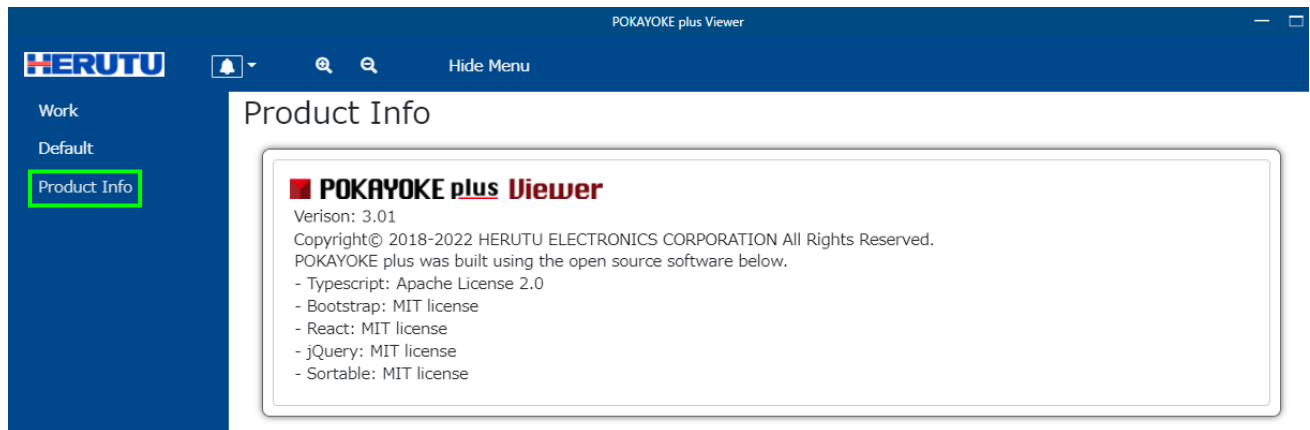 POKAYOKE plus Viewer
HERUTU
Hide Menu
Work
Default
Product Info
Product Info
POKAYOKE plus Viewer
Verison: 3.01
Copyright© 2018-2022 HERUTU ELECTRONICS CORPORATION All Rights Reserved.
POKAYOKE plus was built using the open source software below.
- Typescript: Apache License 2.0
- Bootstrap: MIT license
- React: MIT license
- jQuery: MIT license
- Sortable: MIT license